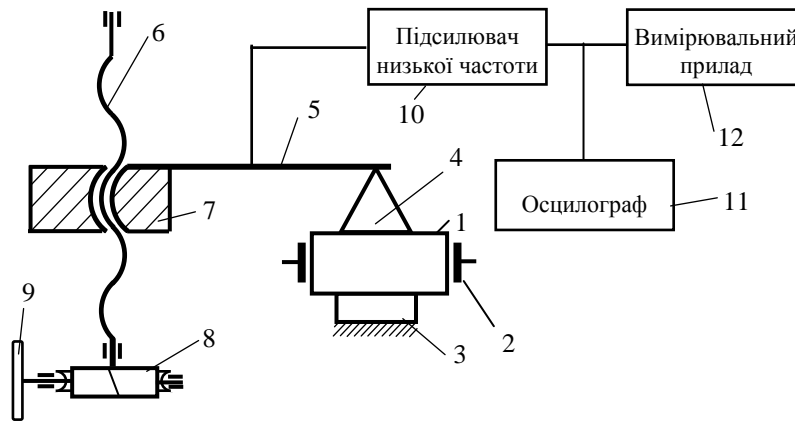 6
Підсилювач
низької частоти
Вимірювальний
прилад
10
12
5
4
Осцилограф
11
7
1
9
8
3
2